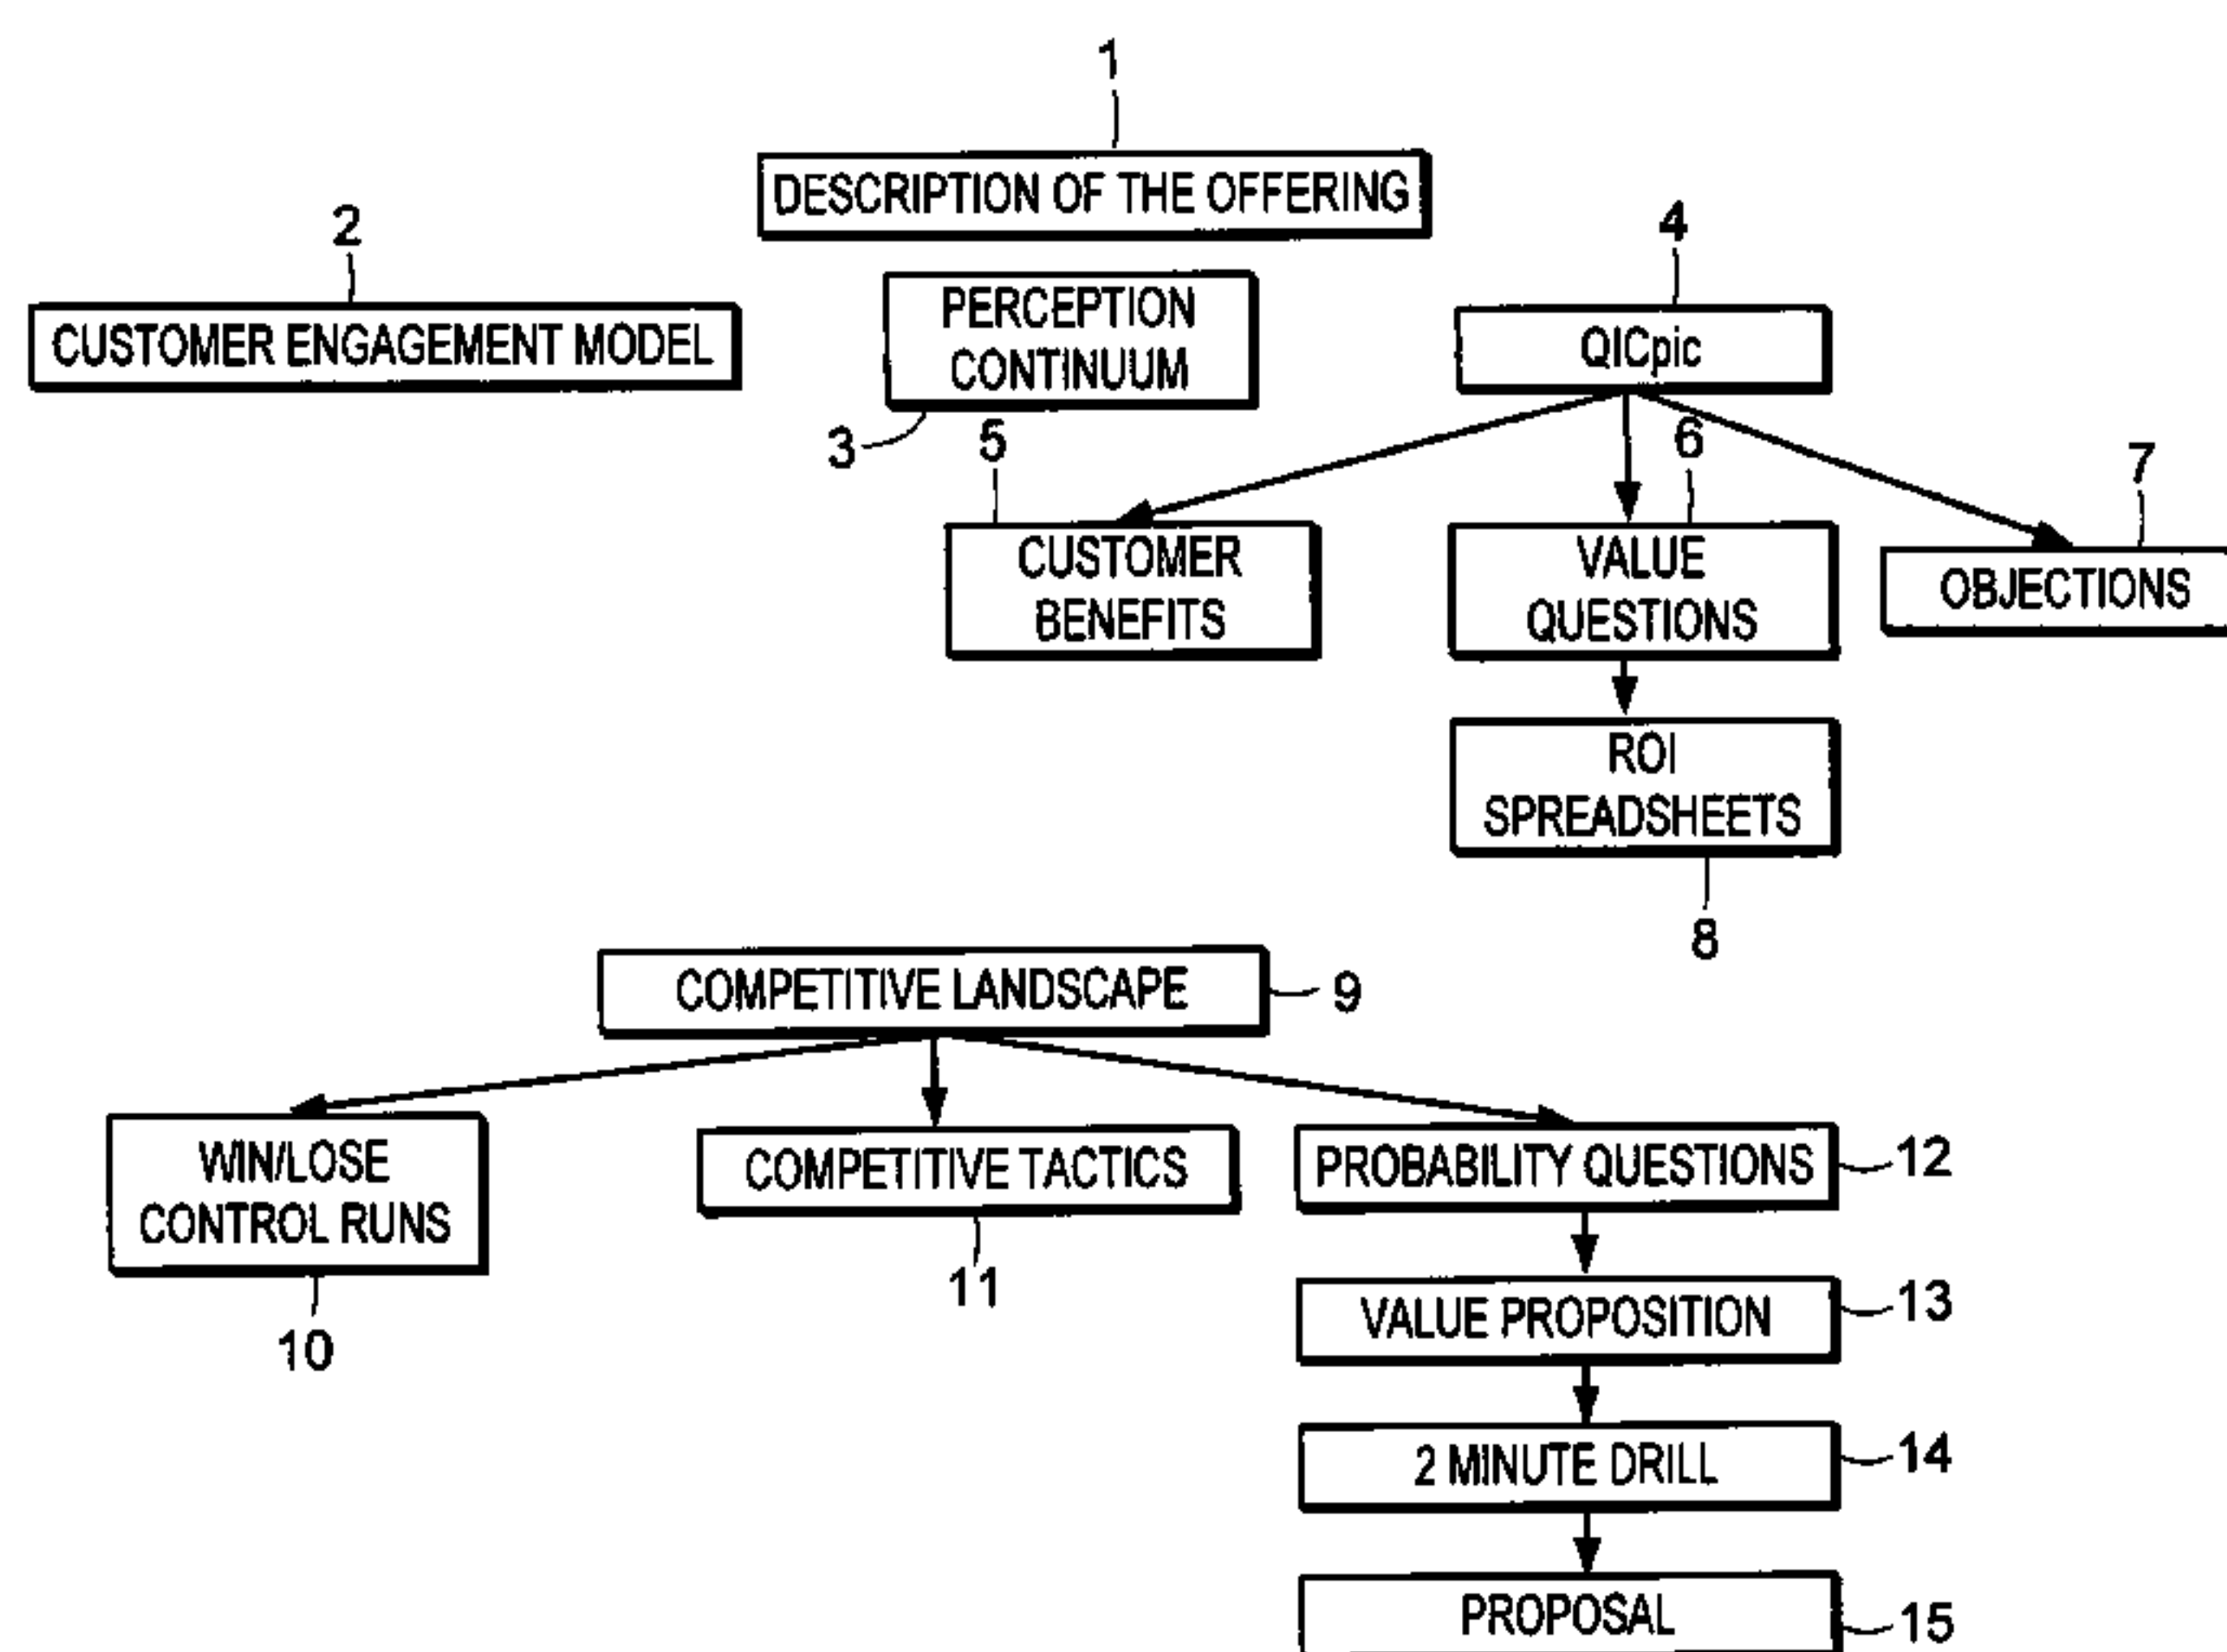 1
DESCRIPTION OF THE OFFERING
2
CUSTOMER ENGAGEMENT MODEL
PERCEPTION
CONTINUUM
3
4
QICpic
5
CUSTOMER
BENEFITS
6
VALUE
QUESTIONS
7
OBJECTIONS
ROI
SPREADSHEETS
8
COMPETITIVE LANDSCAPE
9
WIN/LOSE
CONTROL RUNS
10
COMPETITIVE TACTICS
11
PROBABILITY QUESTIONS
12
VALUE PROPOSITION
13
2 MINUTE DRILL
14
PROPOSAL
15